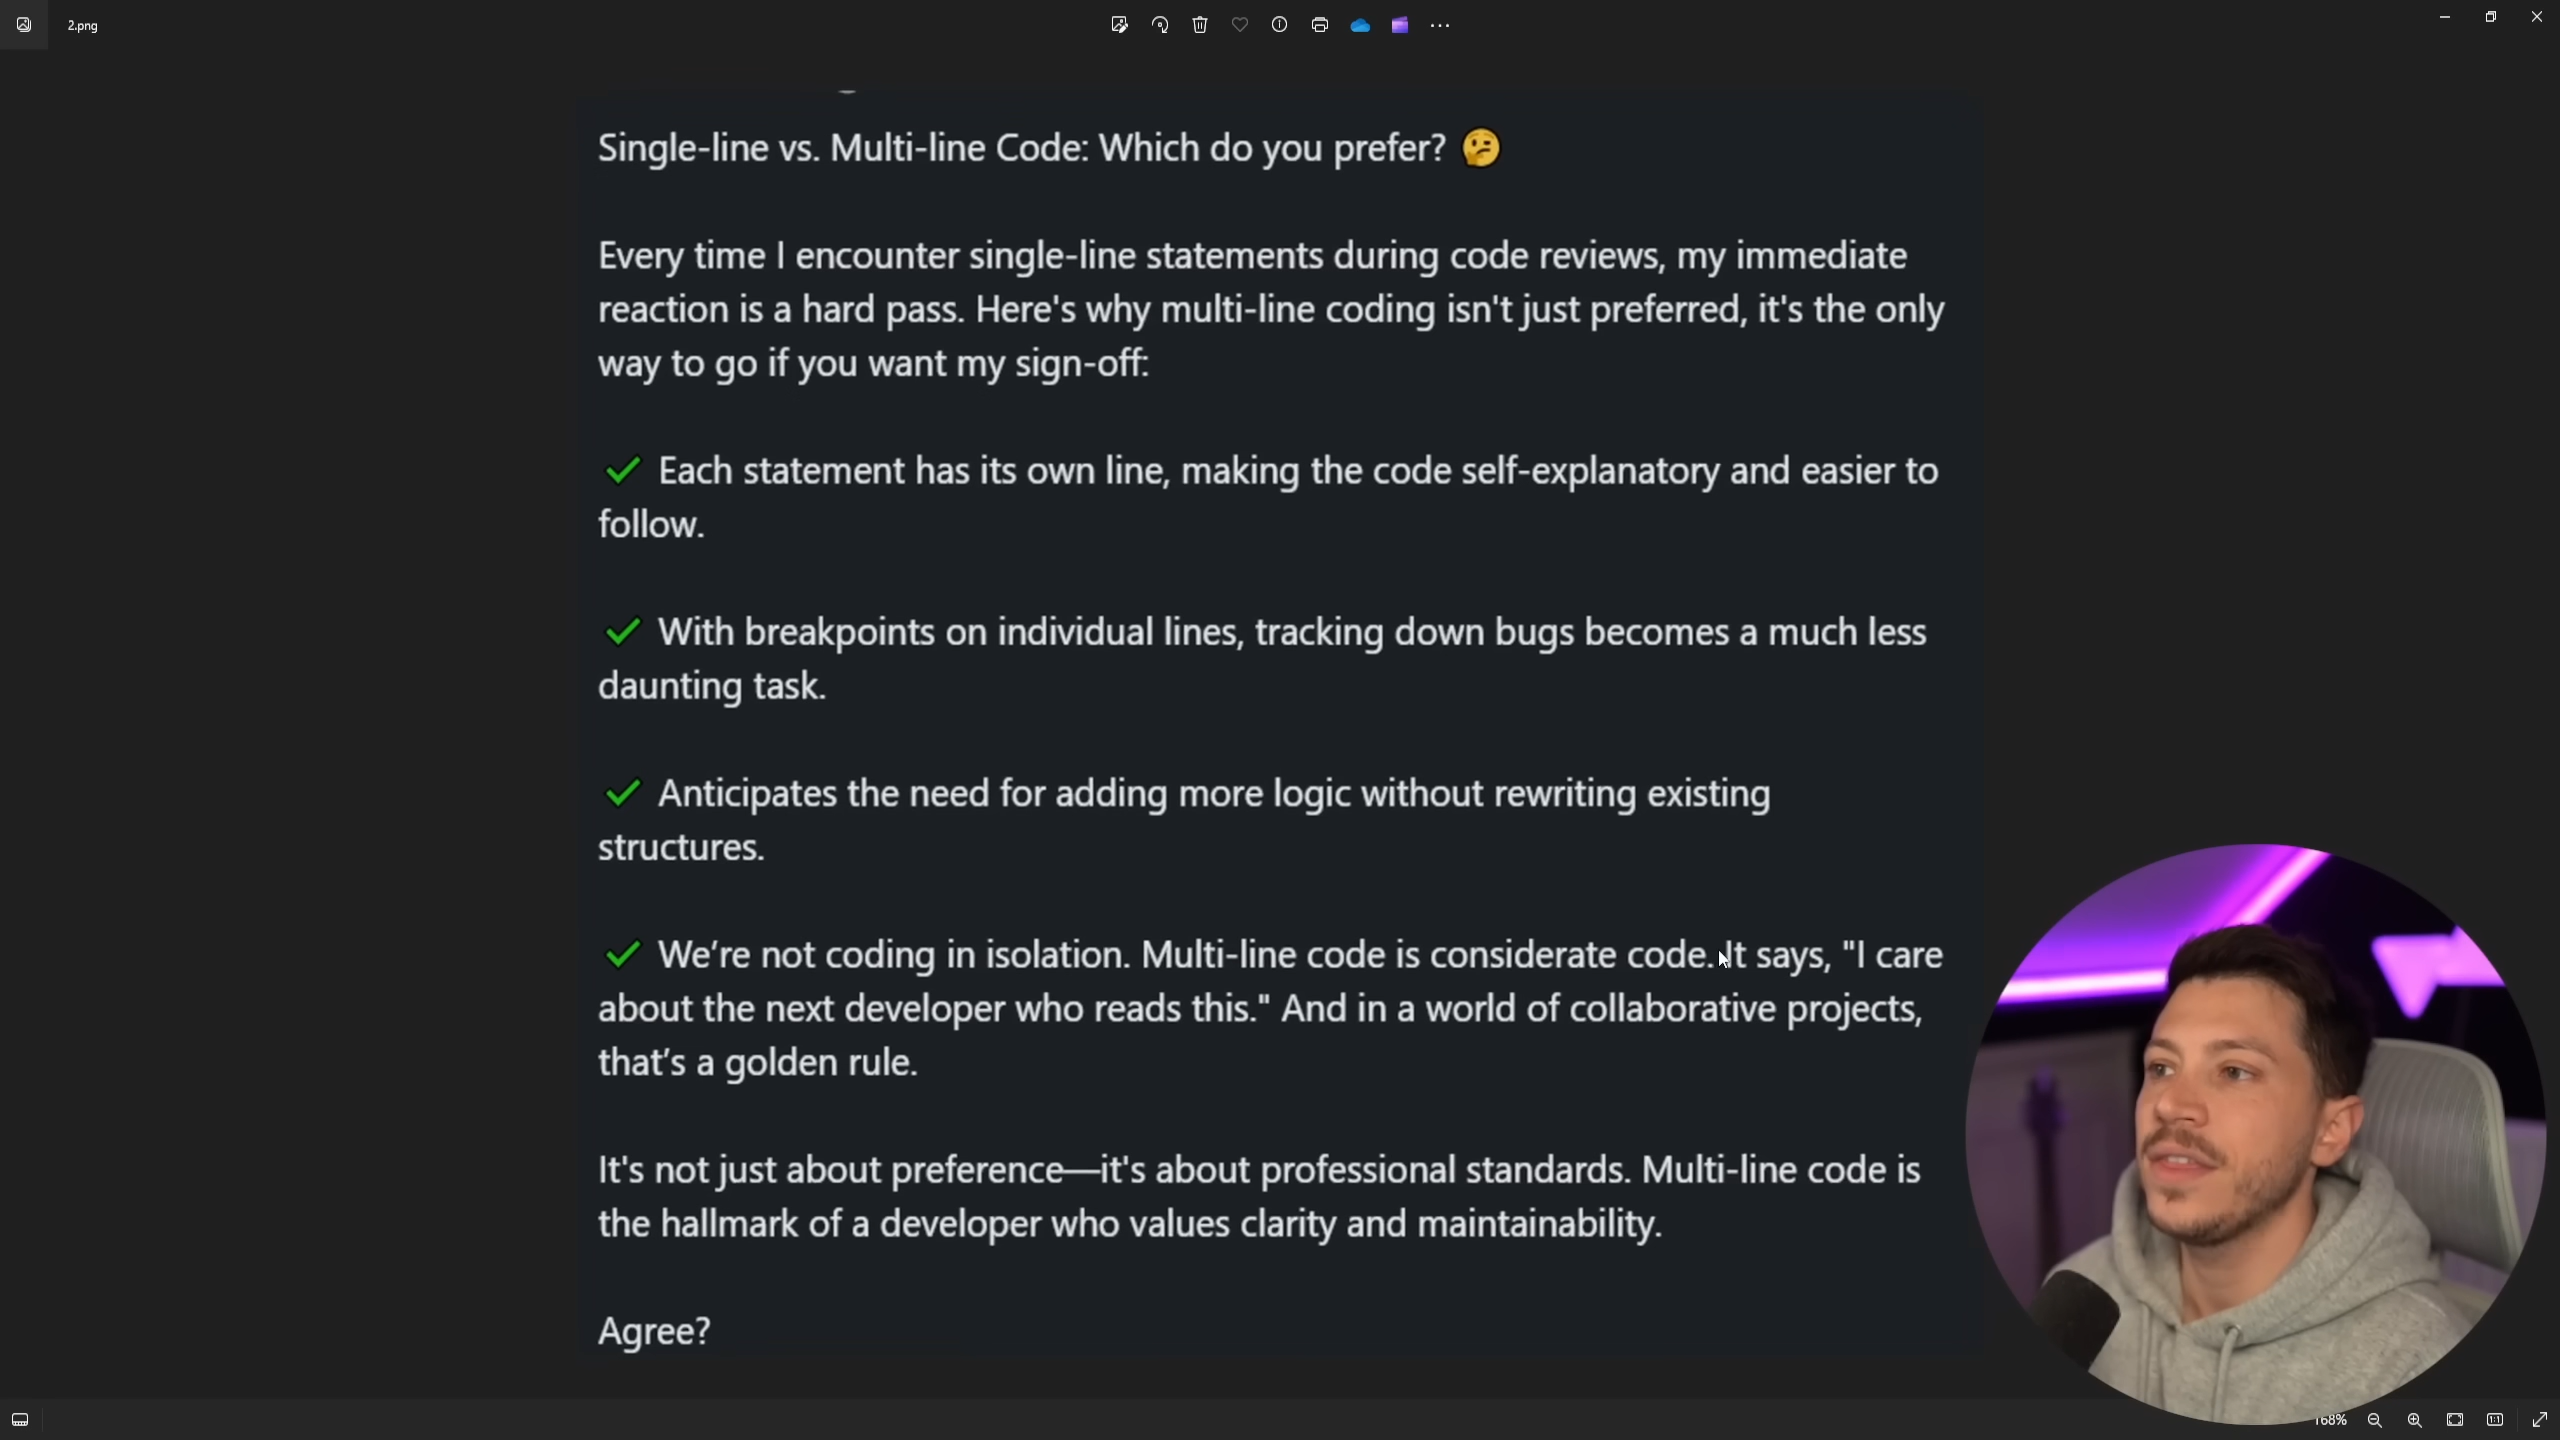 2.png
Single-line vs. Multi-line Code: Which do you prefer? 🤔
Every time I encounter single-line statements during code reviews, my immediate
reaction is a hard pass. Here's why multi-line coding isn't just preferred, it's the only
way to go if you want my sign-off:
✔ Each statement has its own line, making the code self-explanatory and easier to
follow.
✔ With breakpoints on individual lines, tracking down bugs becomes a much less
daunting task.
✔ Anticipates the need for adding more logic without rewriting existing
structures.
✔ We’re not coding in isolation. Multi-line code is considerate code. It says, "I care
about the next developer who reads this." And in a world of collaborative projects,
that’s a golden rule.
It's not just about preference—it's about professional standards. Multi-line code is
the hallmark of a developer who values clarity and maintainability.
Agree?
168%